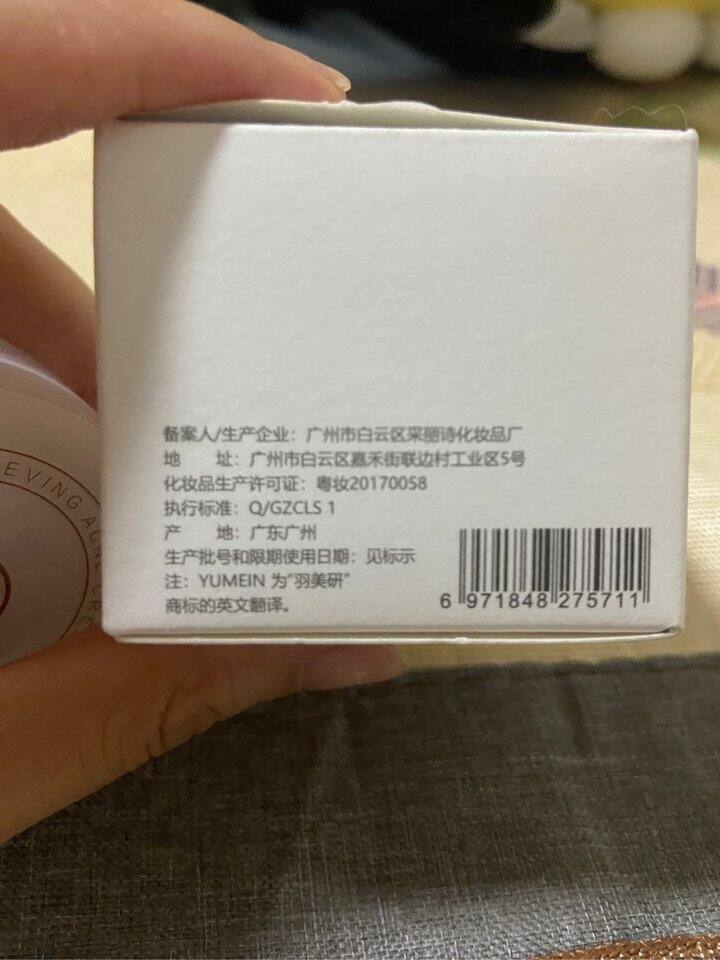 备案人/生产企业：广州市白云区采丽诗化妆品厂
地 址：广州市白云区嘉禾街联边村工业区5号
化妆品生产许可证：粤妆20170058
执行标准：Q/GZCLS 1
产 地：广东广州
生产批号和限期使用日期：见标示
注：YUMEIN 为"羽美研"
商标的英文翻译。
6 971848 275711
EVING ACNE CRE